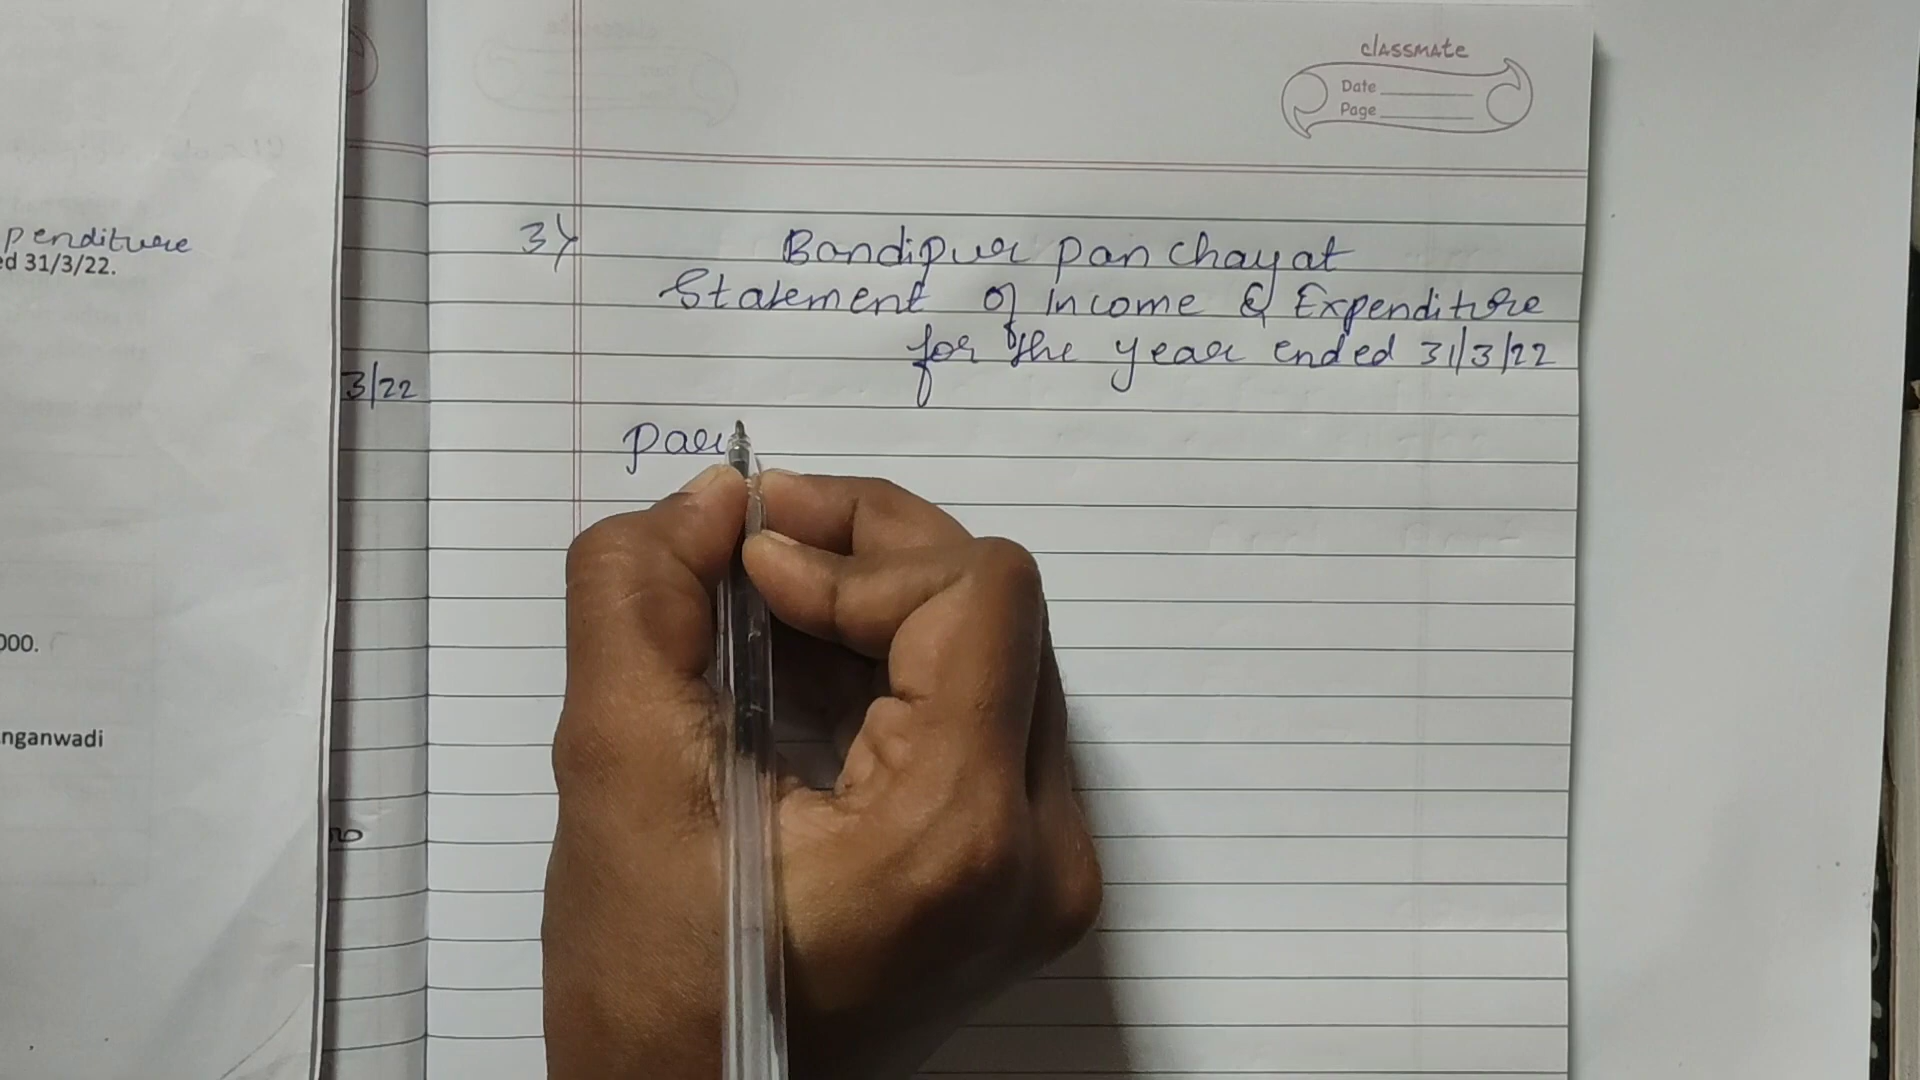 classmate
Date
Page
penditure
ed 31/3/22.
3)
Bandipur Panchayat
Statement of Income & Expenditure
for the year ended 31/3/22
3/22
Par
000.
nganwadi